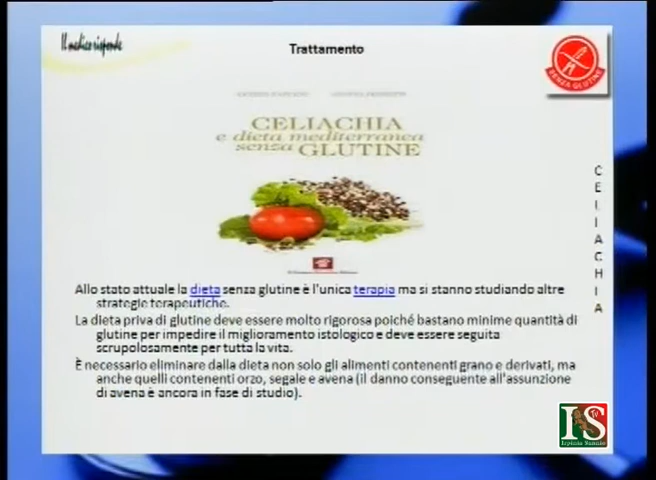 Il medico risponde
Trattamento
SENZA GLUTINE
CELIACHIA
e dieta mediterranea
senza GLUTINE
CELIACHIA
Allo stato attuale la dieta senza glutine è l'unica terapia ma si stanno studiando altre
strategie terapeutiche.
La dieta priva di glutine deve essere molto rigorosa poiché bastano minime quantità di
glutine per impedire il miglioramento istologico e deve essere seguita
scrupolosamente per tutta la vita.
È necessario eliminare dalla dieta non solo gli alimenti contenenti grano e derivati, ma
anche quelli contenenti orzo, segale e avena (il danno conseguente all'assunzione
di avena è ancora in fase di studio).
IS
Irpinia Sannio